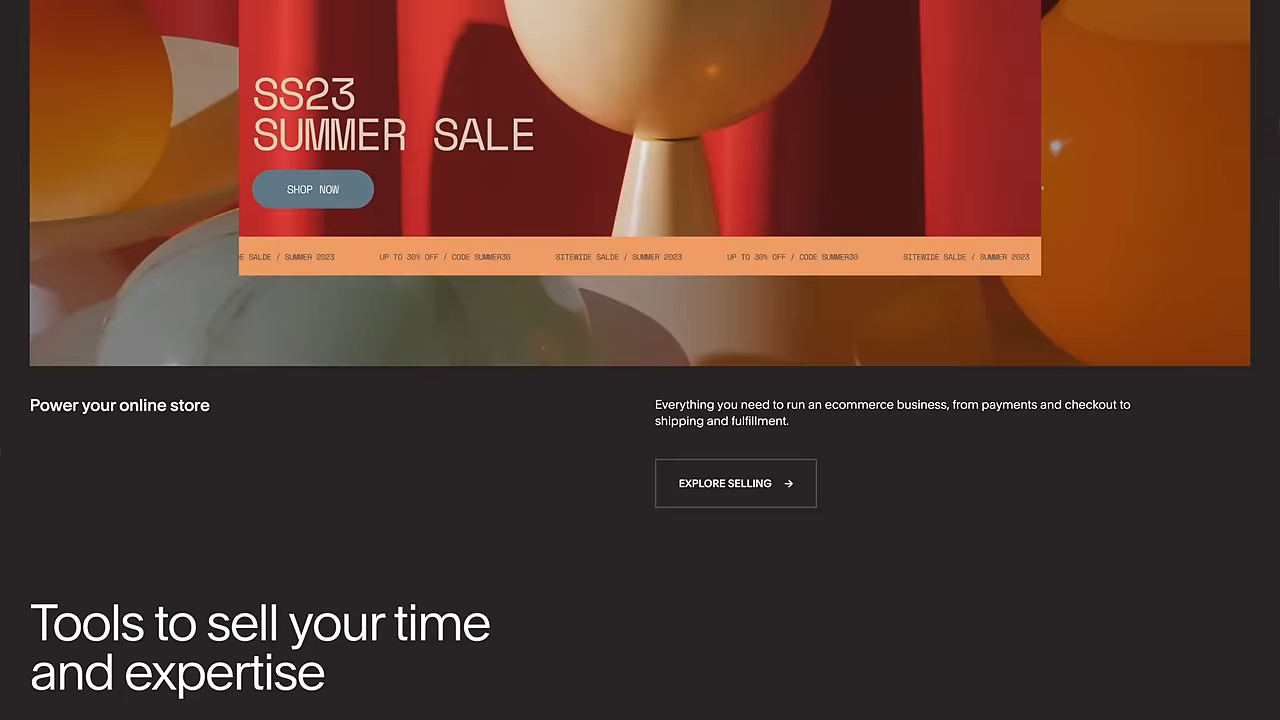 SS23
SUMMER SALE
SHOP NOW
E SALDE / SUMMER 2023 UP TO 30% OFF / CODE SUMMER30 SITEWIDE SALDE / SUMMER 2023 UP TO 30% OFF / CODE SUMMER30 SITEWIDE SALDE / SUMMER 2023
Power your online store
Everything you need to run an ecommerce business, from payments and checkout to
shipping and fulfillment.
EXPLORE SELLING →
Tools to sell your time
and expertise